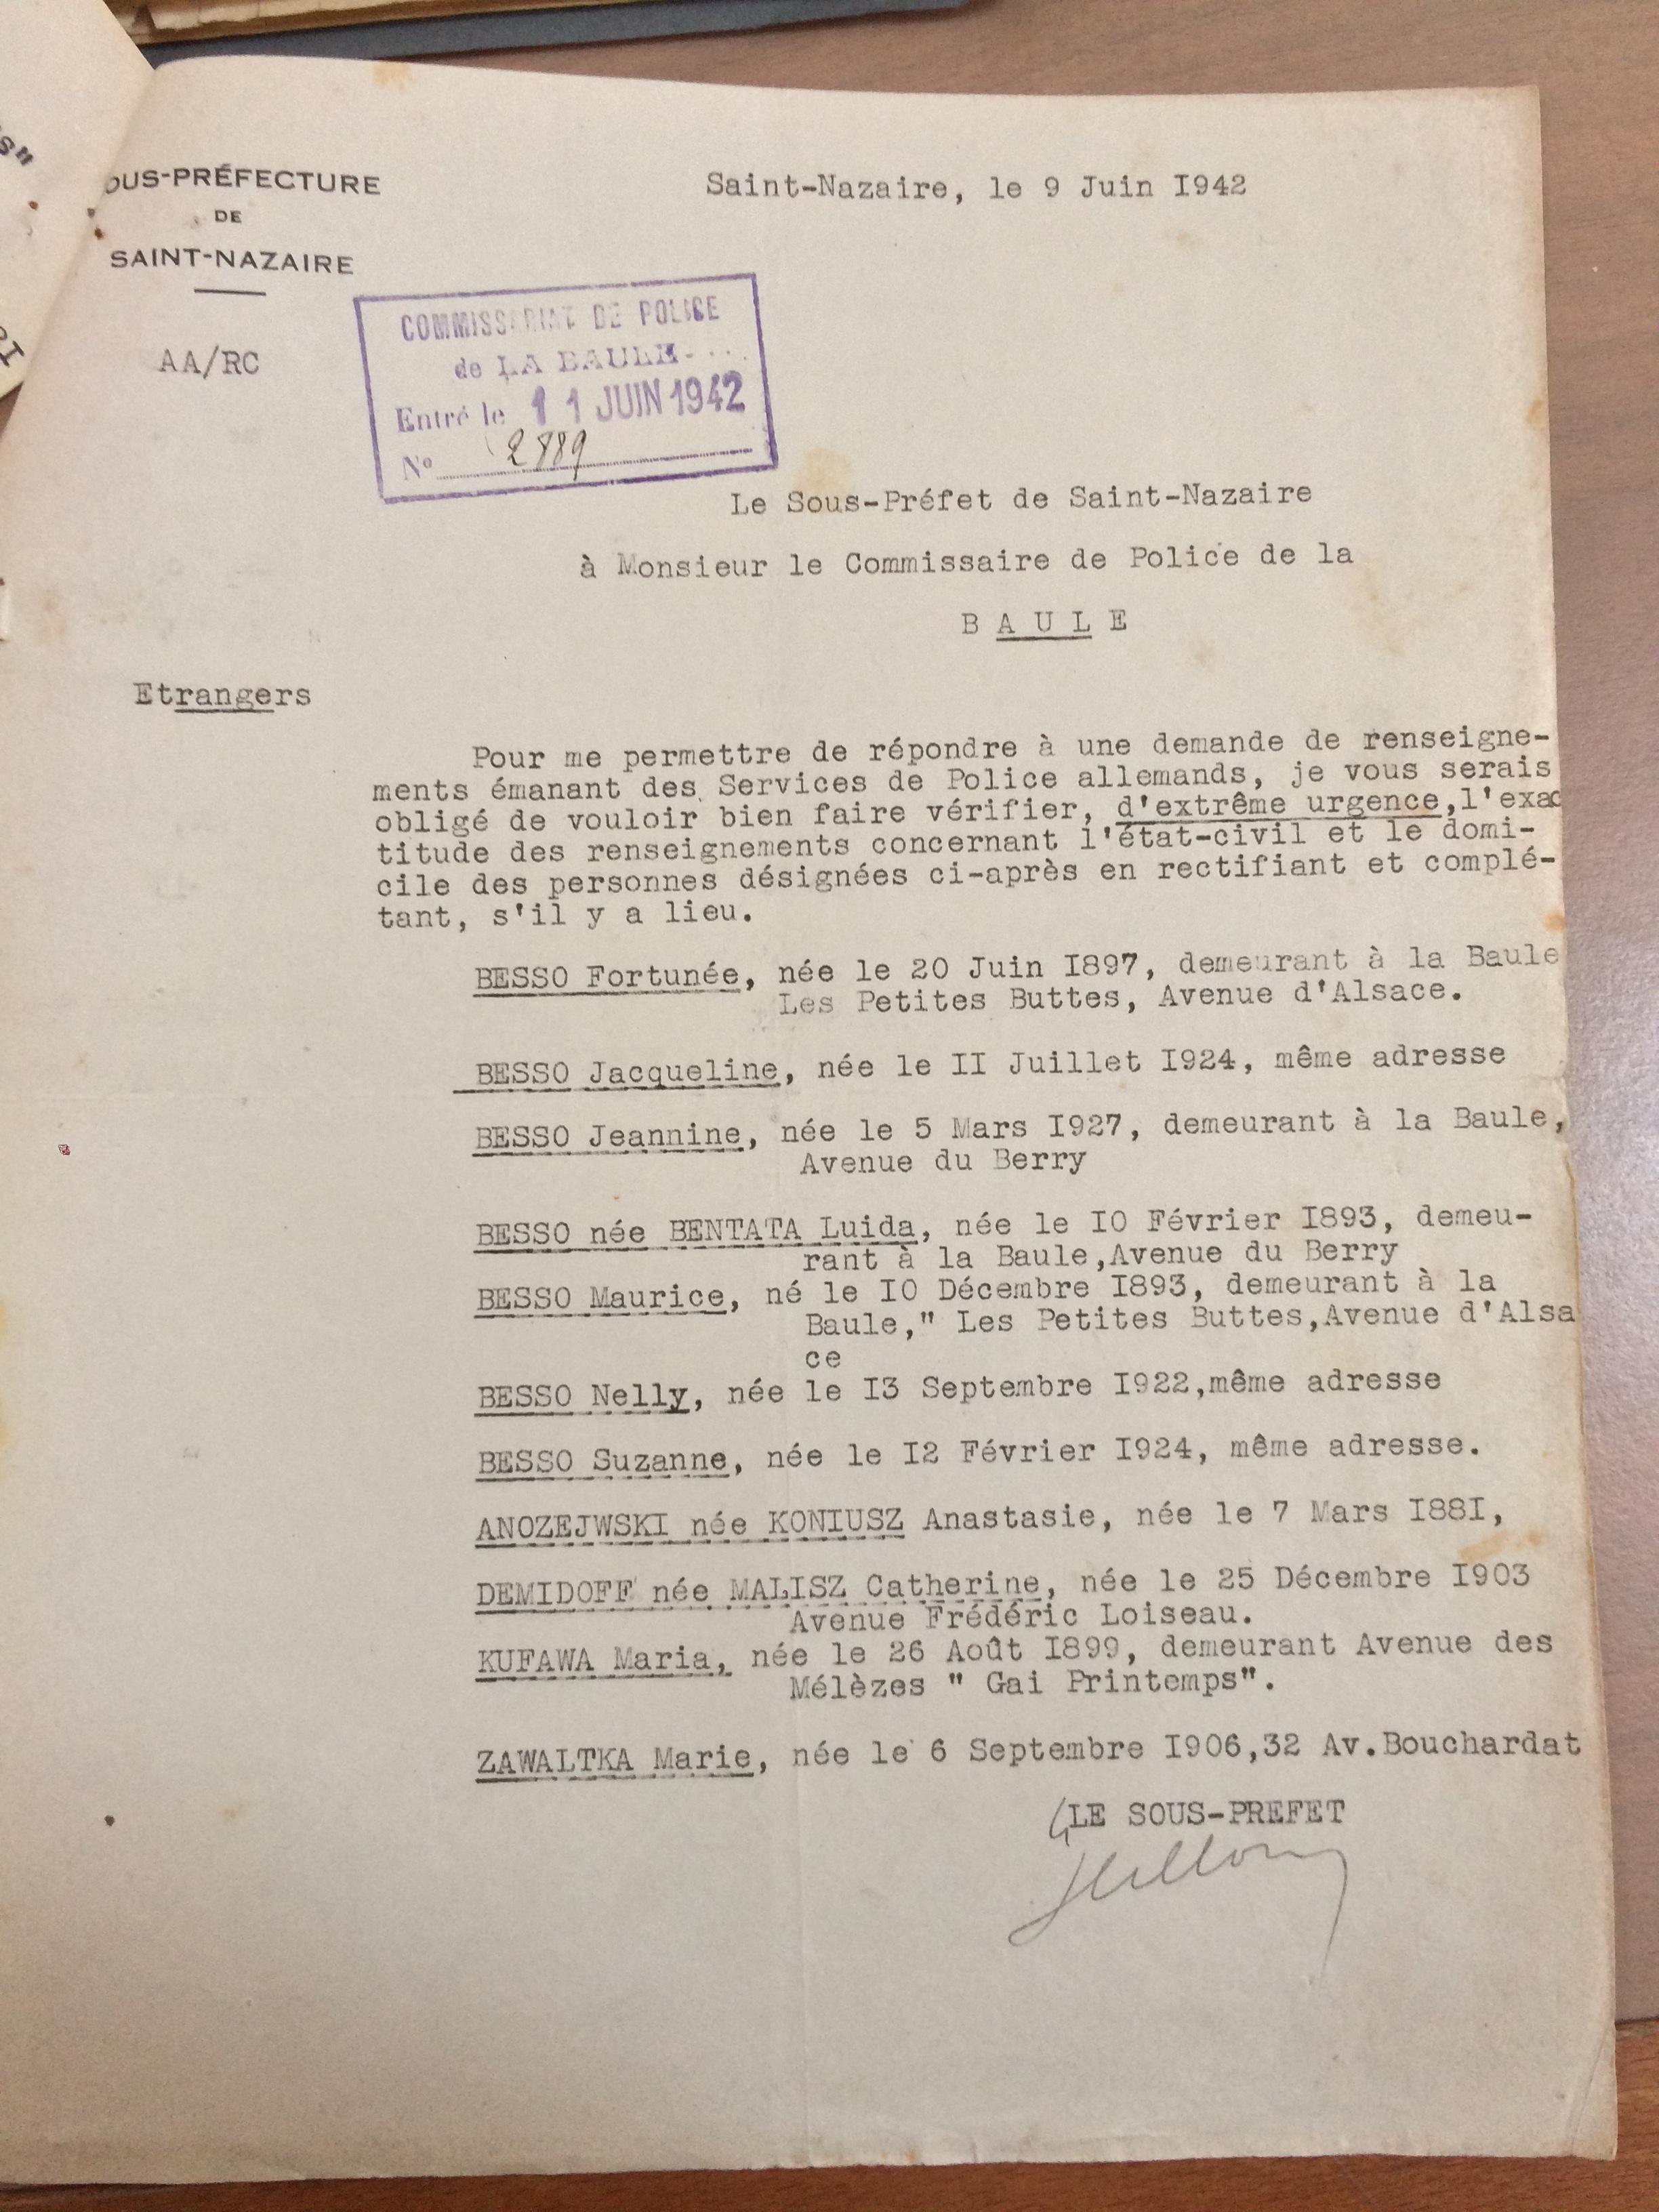 OUS-PRÉFECTURE
DE
SAINT-NAZAIRE
Saint-Nazaire, le 9 Juin I942
AA/RC
COMMISSARIAT DE POLICE
de LA BAULE
Entré le 11 JUIN 1942
N° 2889
Le Sous-Préfet de Saint-Nazaire
à Monsieur le Commissaire de Police de la
B A U L E
Etrangers
Pour me permettre de répondre à une demande de renseigne-
ments émanant des Services de Police allemands, je vous serais
obligé de vouloir bien faire vérifier, d'extrême urgence,l'exac
titude des renseignements concernant l'état-civil et le domi-
cile des personnes désignées ci-après en rectifiant et complé-
tant, s'il y a lieu.
BESSO Fortunée, née le 20 Juin I897, demeurant à la Baule
Les Petites Buttes, Avenue d'Alsace.
BESSO Jacqueline, née le II Juillet I924, même adresse
BESSO Jeannine, née le 5 Mars I927, demeurant à la Baule,
Avenue du Berry
BESSO née BENTATA Luida, née le IO Février I893, demeu-
rant à la Baule,Avenue du Berry
BESSO Maurice, né le IO Décembre I893, demeurant à la
Baule," Les Petites Buttes,Avenue d'Alsa
ce
BESSO Nelly, née le I3 Septembre I922,même adresse
BESSO Suzanne, née le I2 Février I924, même adresse.
ANOZEJWSKI née KONIUSZ Anastasie, née le 7 Mars I88I,
DEMIDOFF née MALISZ Catherine, née le 25 Décembre I903
Avenue Frédéric Loiseau.
KUFAWA Maria, née le 26 Août I899, demeurant Avenue des
Mélèzes " Gai Printemps".
ZAWALTKA Marie, née le 6 Septembre I906,32 Av.Bouchardat
LE SOUS-PREFET